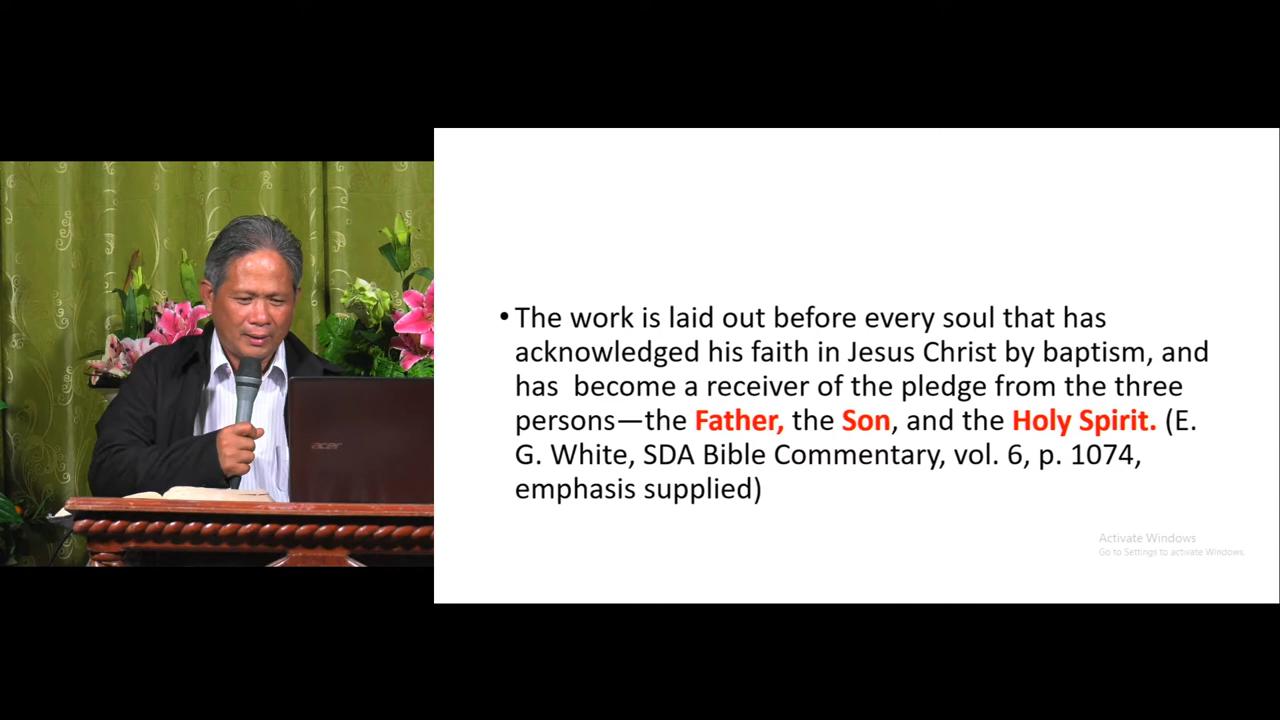 • The work is laid out before every soul that has
acknowledged his faith in Jesus Christ by baptism, and
has  become a receiver of the pledge from the three
persons—the Father, the Son, and the Holy Spirit. (E.
G. White, SDA Bible Commentary, vol. 6, p. 1074,
emphasis supplied)
Activate Windows
Go to Settings to activate Windows.
acer